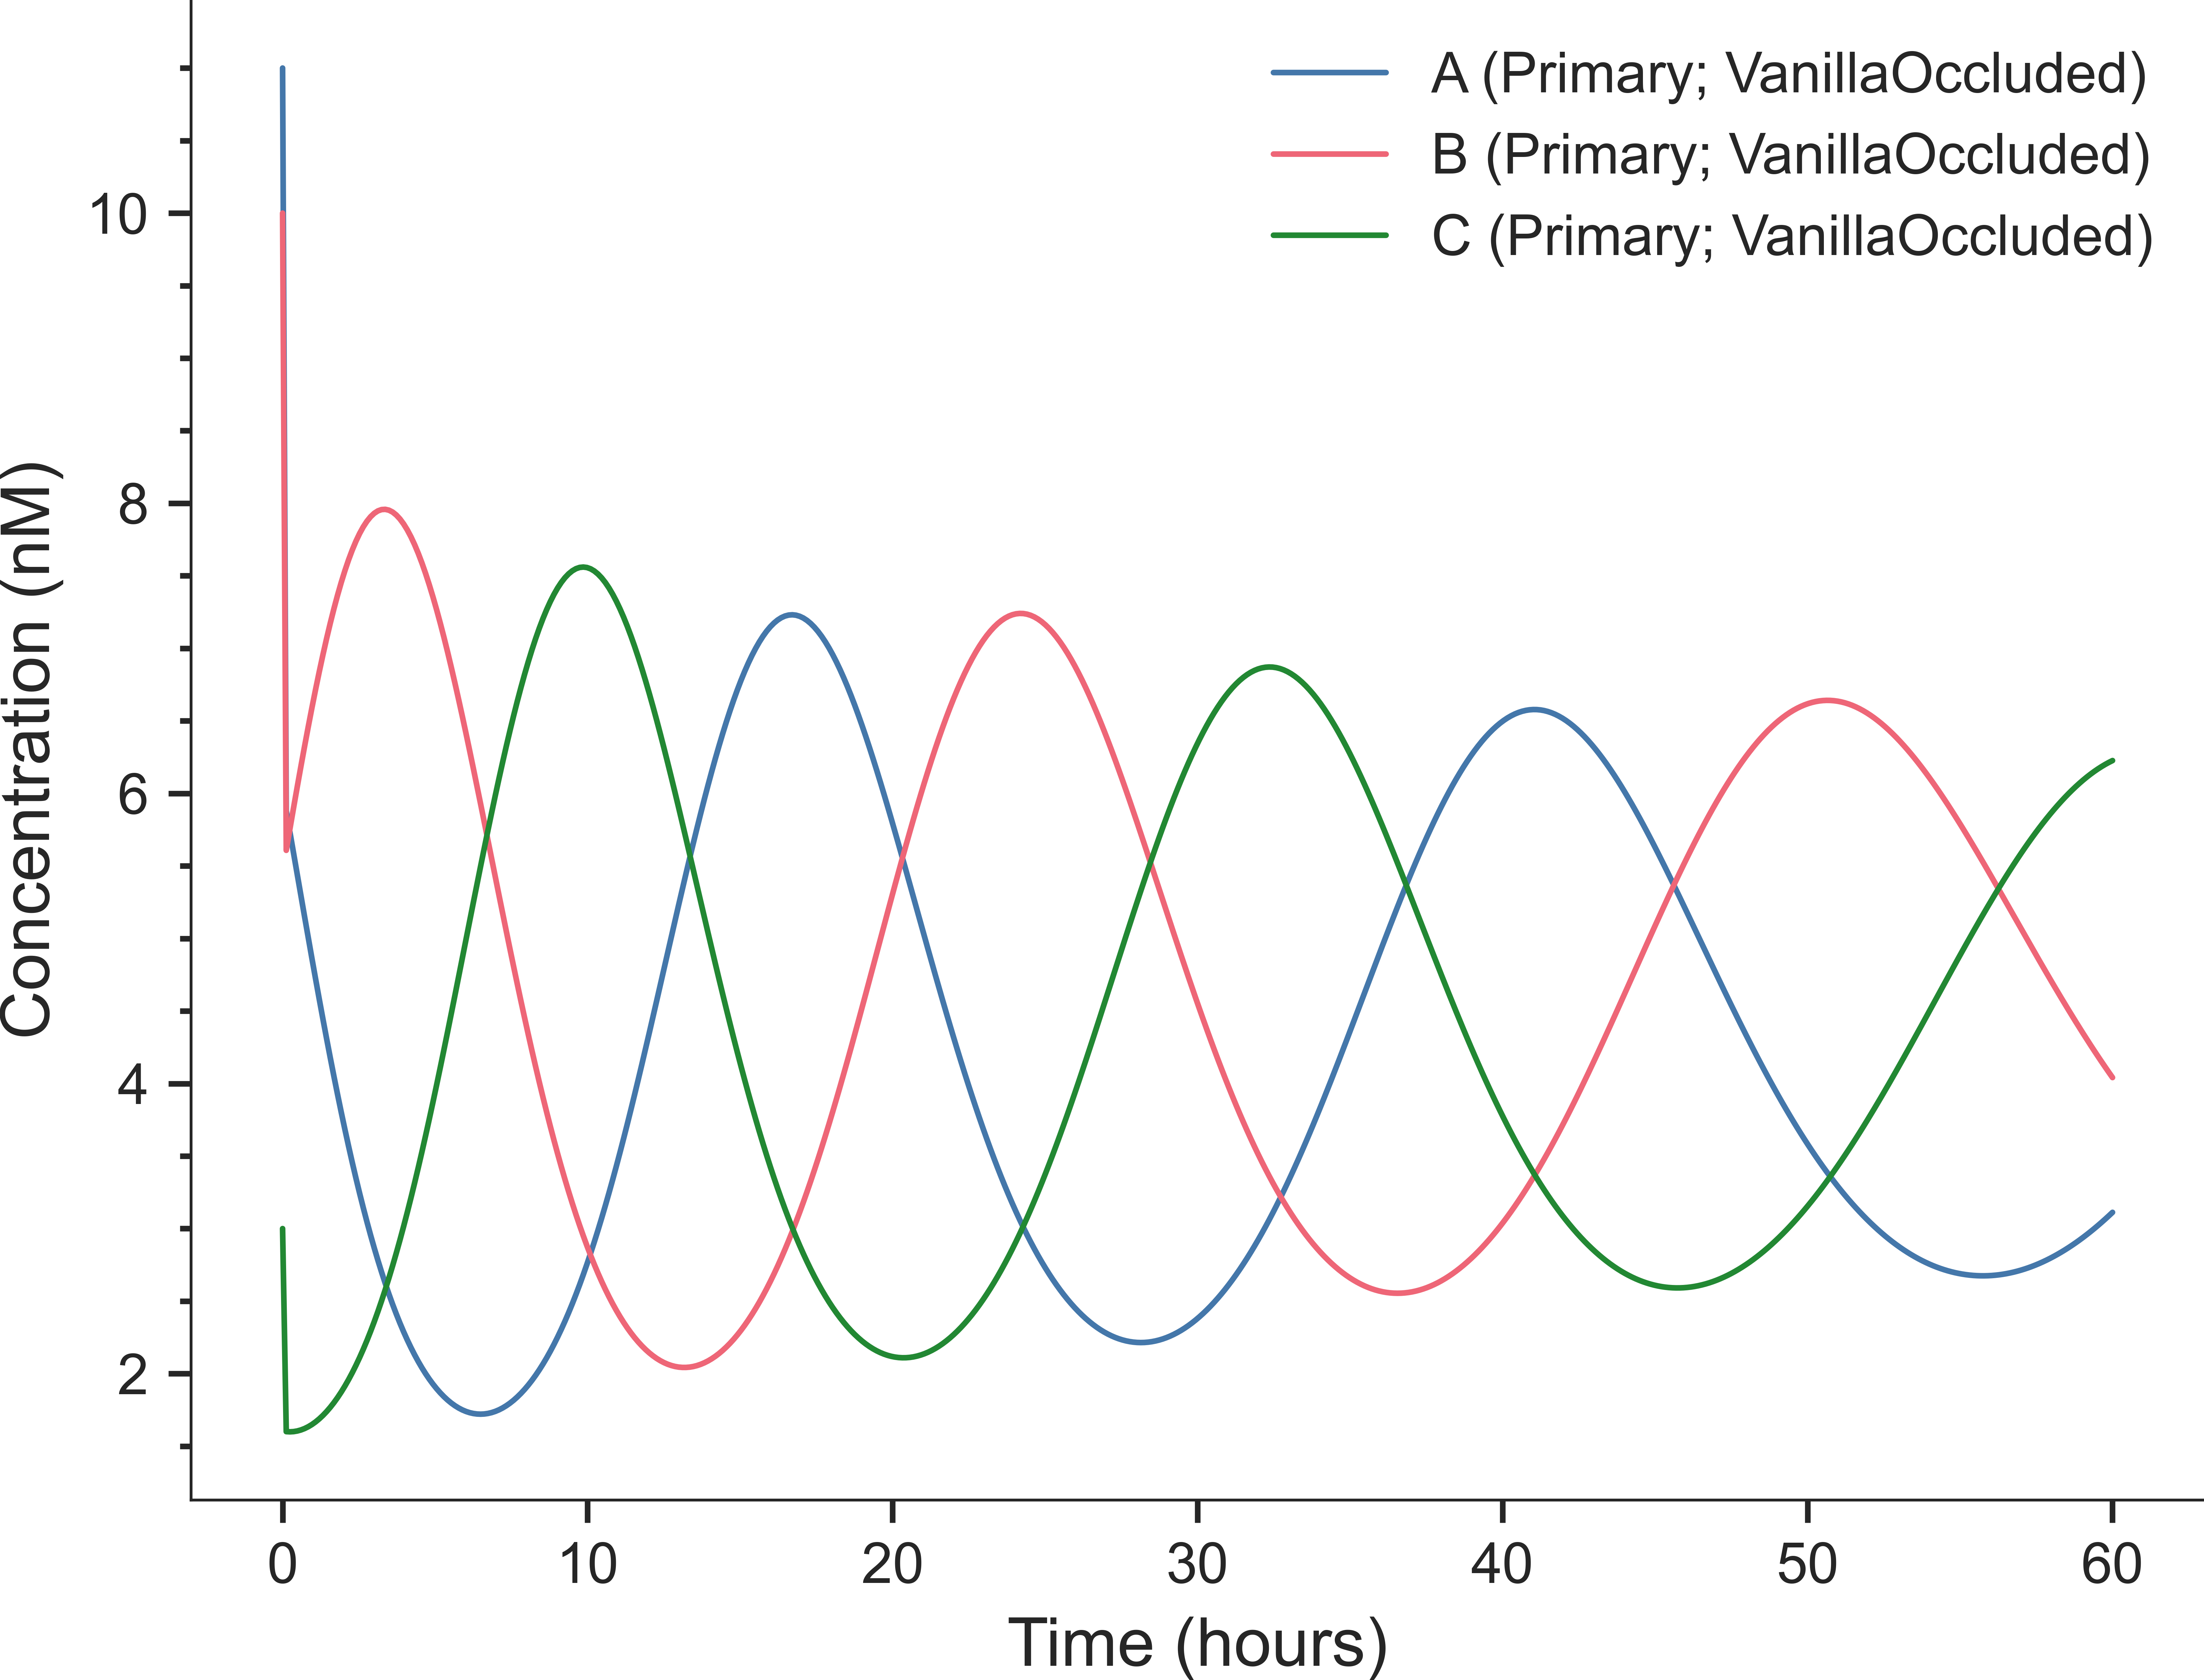 A (Primary; VanillaOccluded)
B (Primary; VanillaOccluded)
C (Primary; VanillaOccluded)
Concentration (nM)
10
8
6
4
2
0 10 20 30 40 50 60
Time (hours)